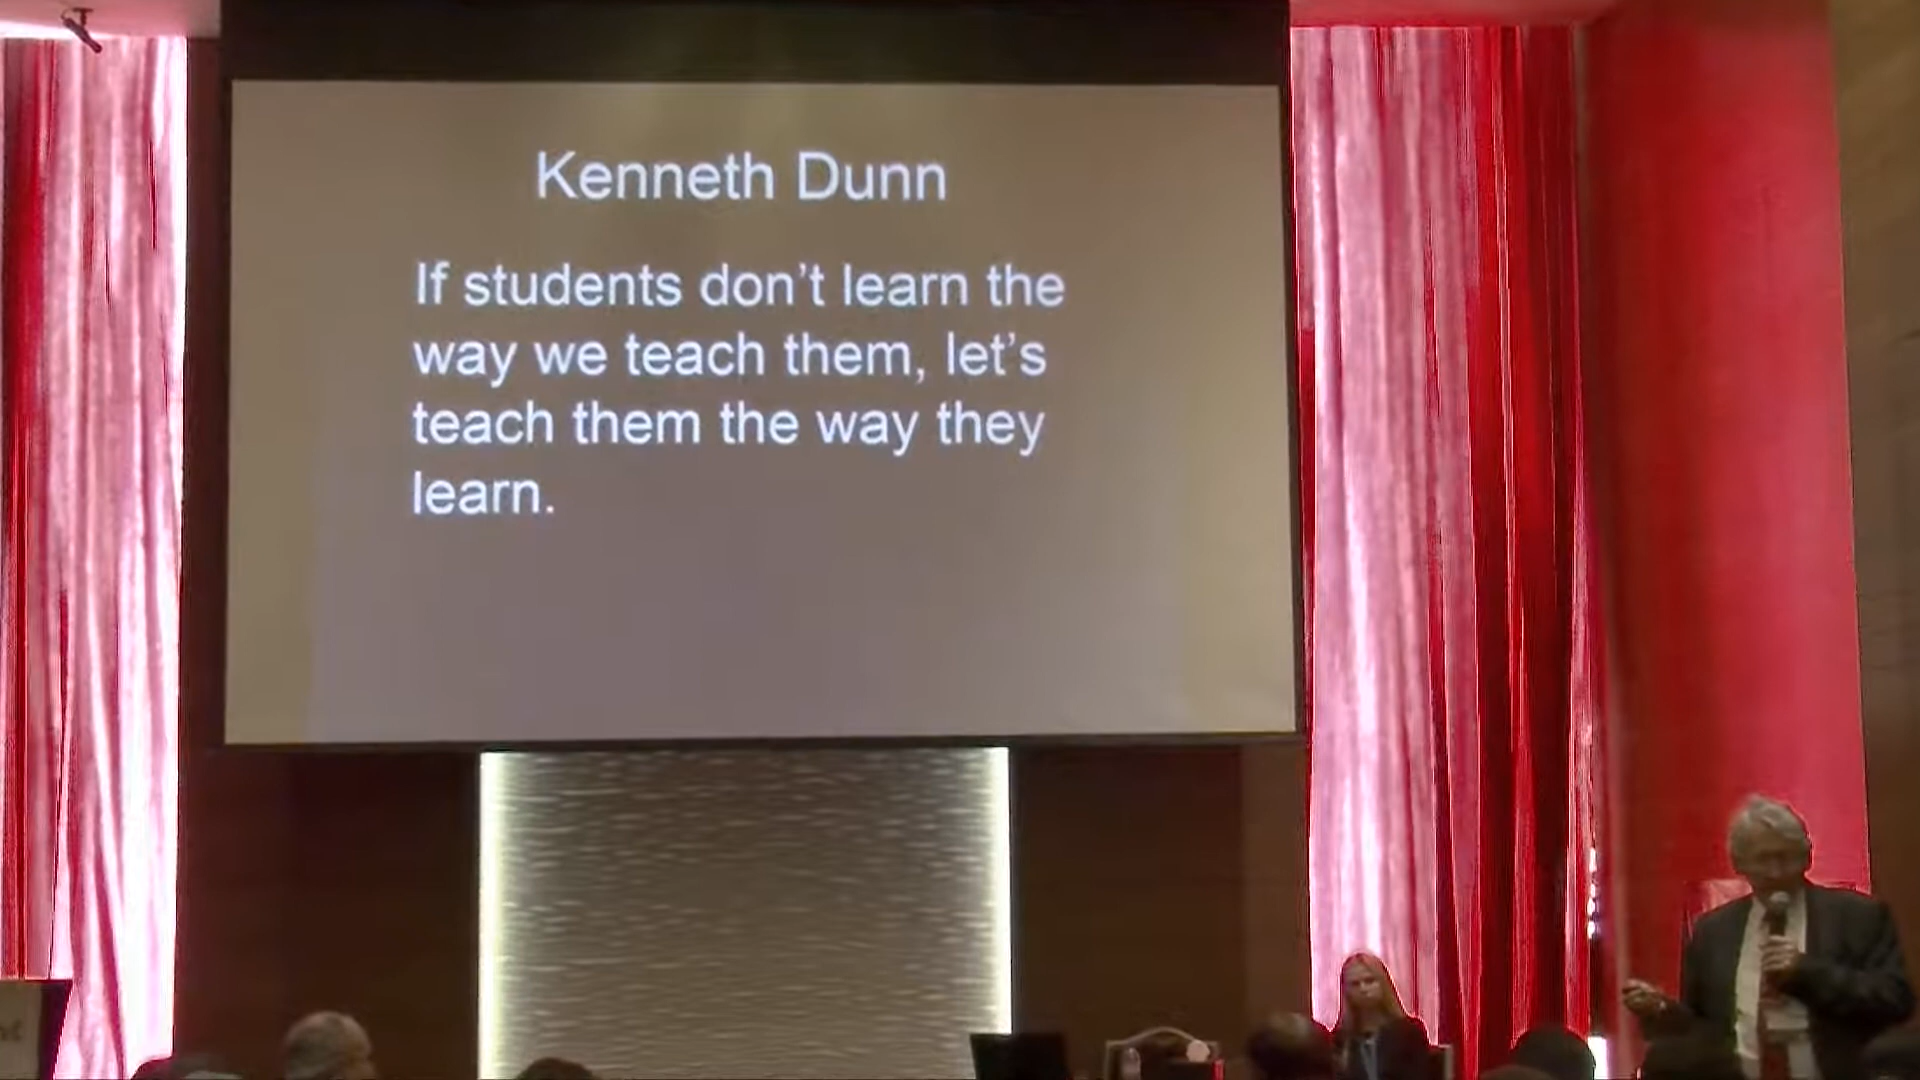 Kenneth Dunn
If students don’t learn the
way we teach them, let’s
teach them the way they
learn.